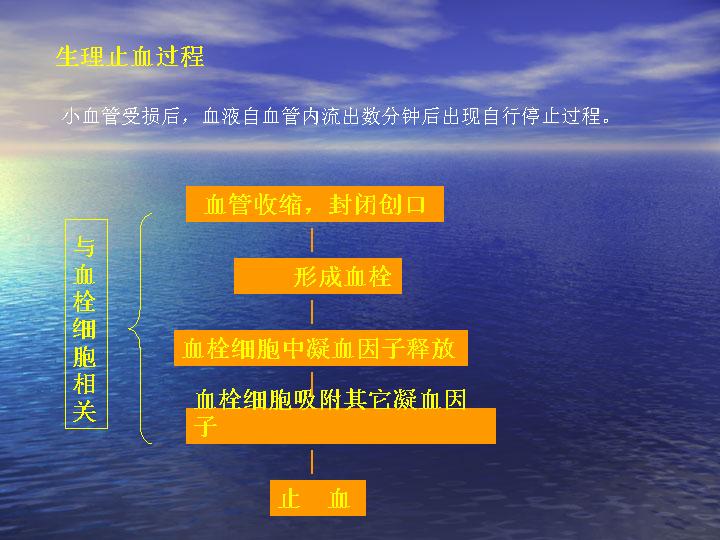 生理止血过程
小血管受损后，血液自血管内流出数分钟后出现自行停止过程。
血管收缩，封闭创口
形成血栓
血栓细胞中凝血因子释放
血栓细胞吸附其它凝血因
子
止 血
与
血
栓
细
胞
相
关